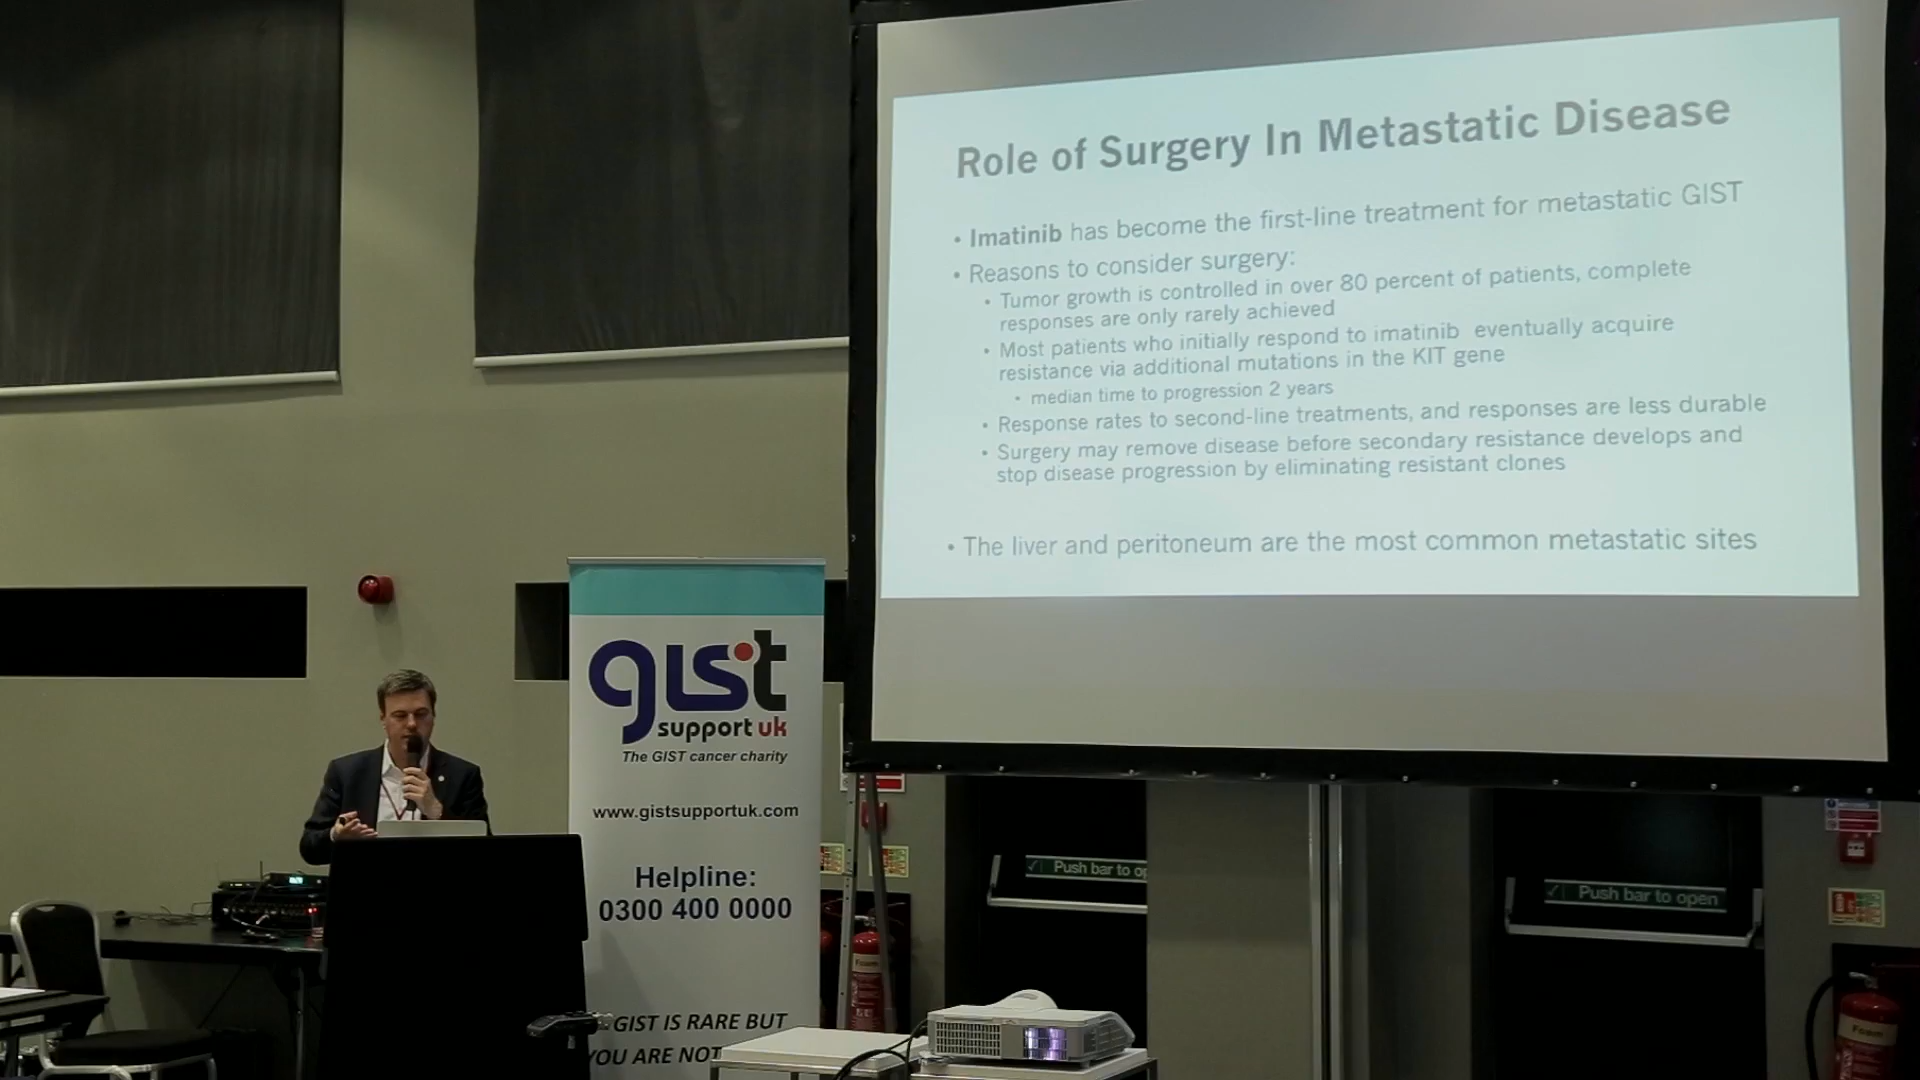 Role of Surgery In Metastatic Disease
• Imatinib has become the first-line treatment for metastatic GIST
• Reasons to consider surgery:
• Tumor growth is controlled in over 80 percent of patients, complete
responses are only rarely achieved
• Most patients who initially respond to imatinib eventually acquire
resistance via additional mutations in the KIT gene
• median time to progression 2 years
• Response rates to second-line treatments, and responses are less durable
• Surgery may remove disease before secondary resistance develops and
stop disease progression by eliminating resistant clones
• The liver and peritoneum are the most common metastatic sites
gist
support uk
The GIST cancer charity
www.gistsupportuk.com
Helpline:
0300 400 0000
GIST IS RARE BUT
YOU ARE NOT
Push bar to op
Push bar to open
Foam
Foam